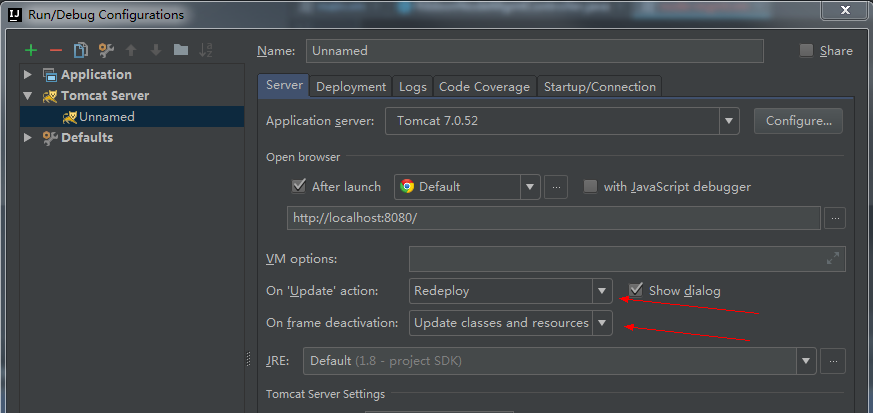 Run/Debug Configurations
Application
Tomcat Server
Unnamed
Defaults
Name: Unnamed Share
Server Deployment Logs Code Coverage Startup/Connection
Application server: Tomcat 7.0.52 Configure...
Open browser
After launch Default ... with JavaScript debugger
http://localhost:8080/ ...
VM options:
On 'Update' action: Redeploy Show dialog
On frame deactivation: Update classes and resources
JRE: Default (1.8 - project SDK) ...
Tomcat Server Settings